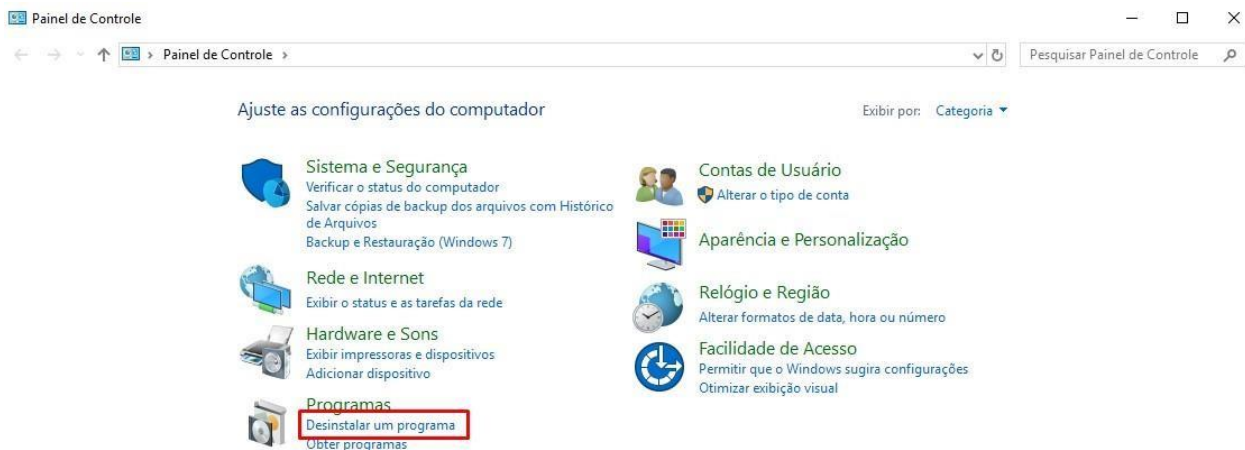 Painel de Controle
Painel de Controle
Pesquisar Painel de Controle
Ajuste as configurações do computador
Exibir por: Categoria
Sistema e Segurança
Verificar o status do computador
Salvar cópias de backup dos arquivos com Histórico
de Arquivos
Backup e Restauração (Windows 7)
Rede e Internet
Exibir o status e as tarefas da rede
Hardware e Sons
Exibir impressoras e dispositivos
Adicionar dispositivo
Programas
Desinstalar um programa
Obter programas
Contas de Usuário
Alterar o tipo de conta
Aparência e Personalização
Relógio e Região
Alterar formatos de data, hora ou número
Facilidade de Acesso
Permitir que o Windows sugira configurações
Otimizar exibição visual